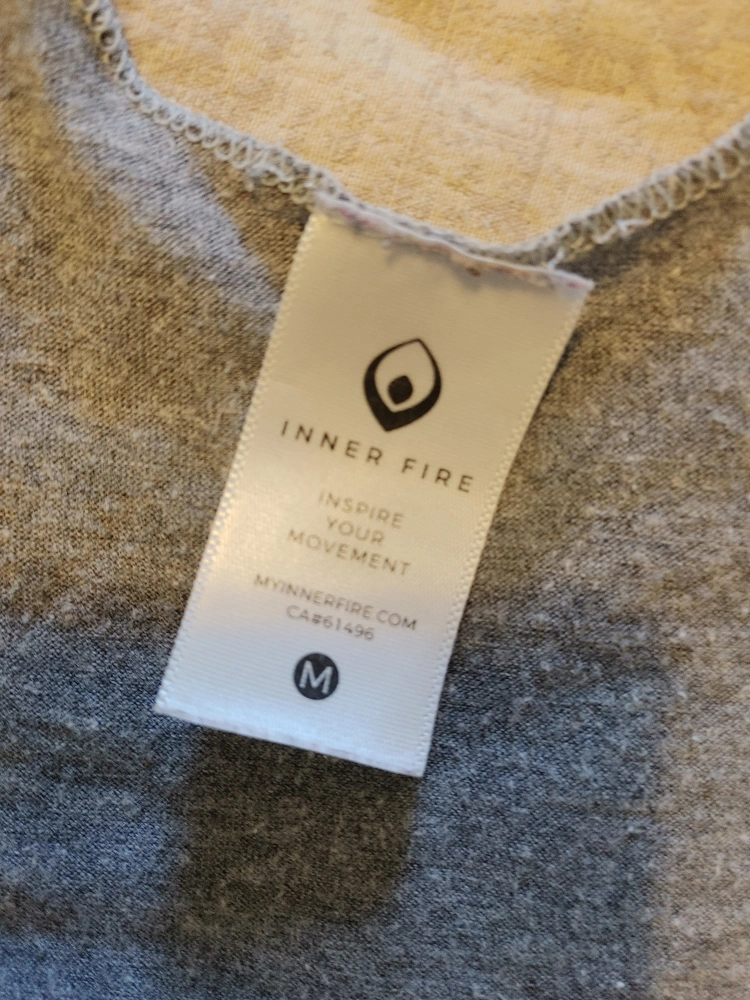 INNER FIRE
INSPIRE
YOUR
MOVEMENT
MYINNERFIRE.COM
CA#61496
M